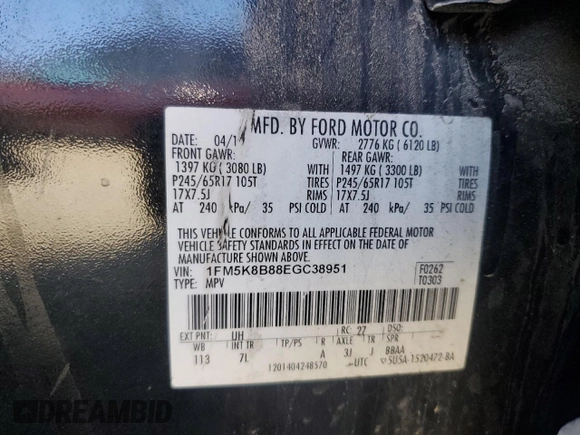 MFD. BY FORD MOTOR CO.
DATE: 04/14 GVWR: 2776 KG ( 6120 LB)
FRONT GAWR: REAR GAWR:
1397 KG ( 3080 LB) WITH 1497 KG ( 3300 LB) WITH
P245/65R17 105T TIRES P245/65R17 105T TIRES
17X7.5J RIMS 17X7.5J RIMS
AT 240 kPa/ 35 PSI COLD AT 240 kPa/ 35 PSI COLD
THIS VEHICLE CONFORMS TO ALL APPLICABLE FEDERAL MOTOR
VEHICLE SAFETY STANDARDS IN EFFECT ON THE DATE OF
MANUFACTURE SHOWN ABOVE.
VIN: 1FM5K8B88EGC38951 F0262
TYPE: MPV T0303
EXT PNT: UH RC: 27 DSO:
WB INT TR TP/PS R AXLE TR SPR
113 7L A 3J J BBAA
1201404248570 UTC 5U5A-1520472-BA
DREAMBID